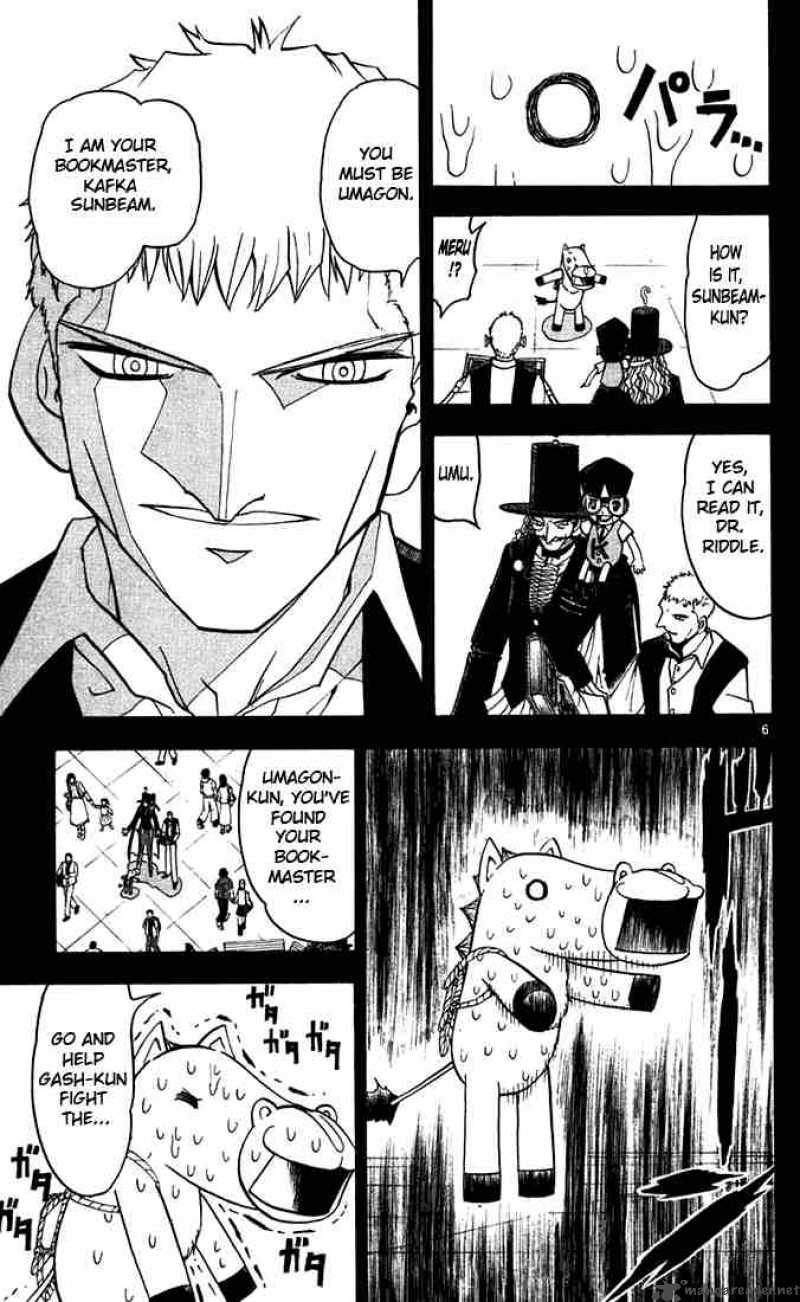 パラ...
HOW
IS IT,
SUNBEAM-
KUN?
MERU
!?
YES,
I CAN
READ IT,
DR.
RIDDLE.
UMU.
YOU
MUST BE
UMAGON.
I AM YOUR
BOOKMASTER,
KAFKA
SUNBEAM.
6
UMAGON-
KUN, YOU'VE
FOUND
YOUR
BOOK-
MASTER
...
ガタ
ガタ
ガタ
GO AND
HELP
GASH-KUN
FIGHT
THE...
ガタ
ガタ
ガタ
mangareader.net